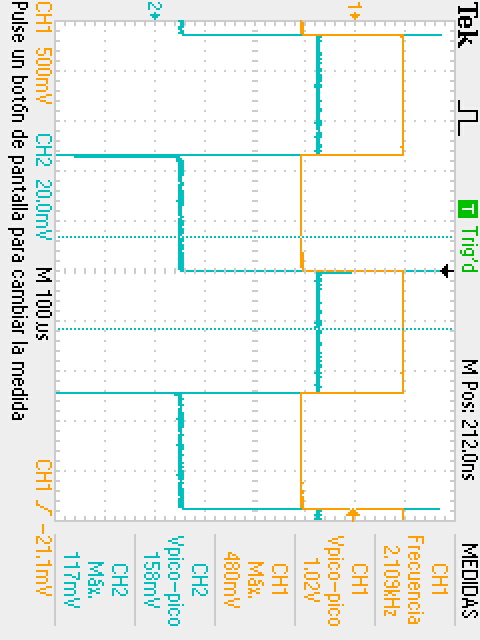 Tek T Trig'd M Pos: 212.0ns MEDIDAS
CH1
Frecuencia
2.109kHz
CH1
Vpico-pico
1.02V
CH1
Máx.
480mV
CH2
Vpico-pico
158mV
CH2
Máx.
117mV
1
2
CH1 500mV CH2 20.0mV M 100µs CH1 -21.1mV
Pulse un botón de pantalla para cambiar la medida